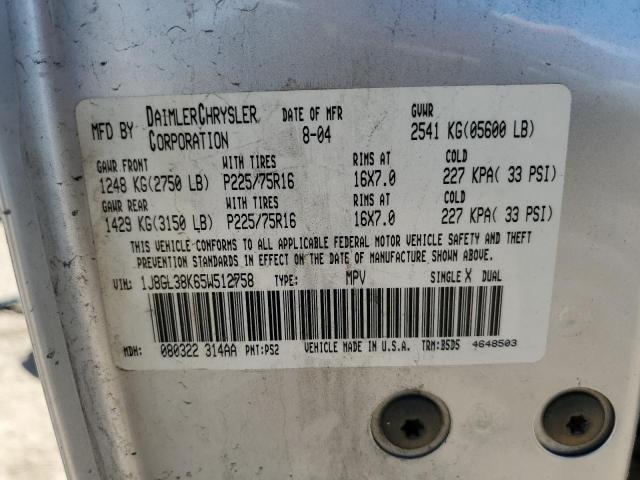 MFD BY DAIMLERCHRYSLER CORPORATION DATE OF MFR 8-04 GVWR 2541 KG(05600 LB)
GAWR FRONT WITH TIRES RIMS AT COLD
1248 KG(2750 LB) P225/75R16 16X7.0 227 KPA( 33 PSI)
GAWR REAR WITH TIRES RIMS AT COLD
1429 KG(3150 LB) P225/75R16 16X7.0 227 KPA( 33 PSI)
THIS VEHICLE CONFORMS TO ALL APPLICABLE FEDERAL MOTOR VEHICLE SAFETY AND THEFT
PREVENTION STANDARDS IN EFFECT ON THE DATE OF MANUFACTURE SHOWN ABOVE.
VIN: 1J8GL38K65W512758 TYPE: MPV SINGLE X DUAL
MDH: 080322 314AA PNT: PS2 VEHICLE MADE IN U.S.A. TRM: B5D5 4648503